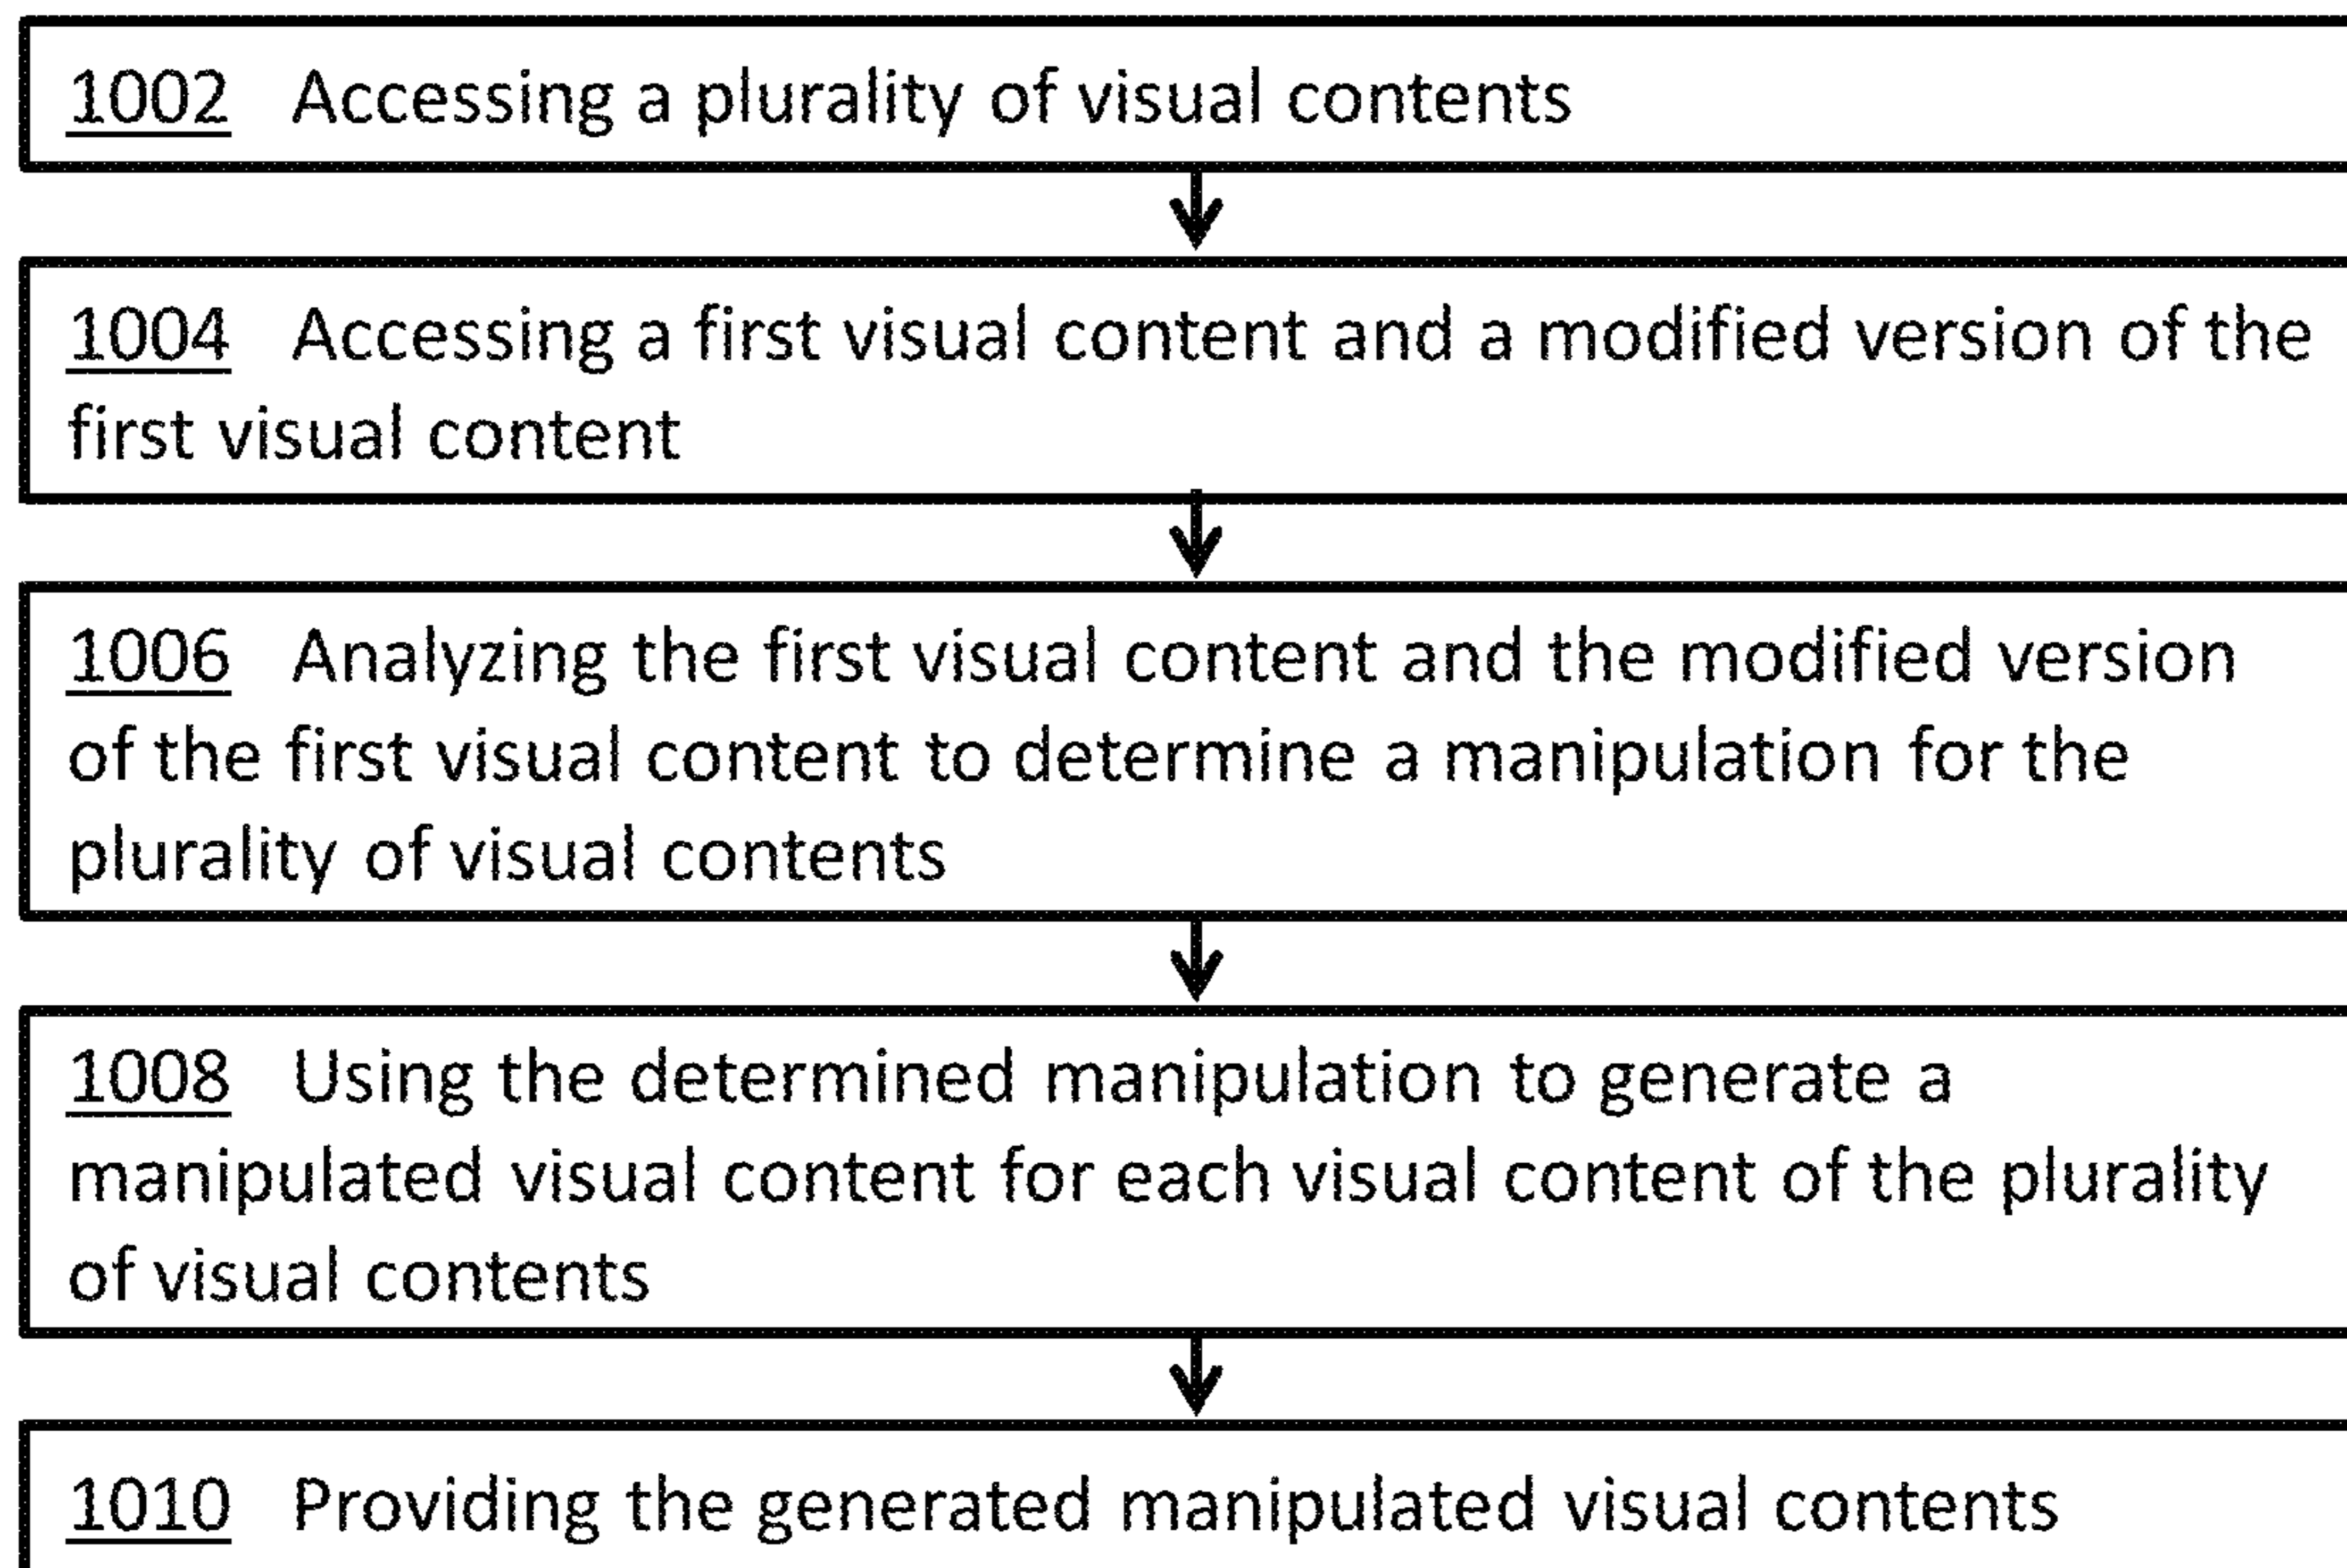 1002 Accessing a plurality of visual contents
1004 Accessing a first visual content and a modified version of the
first visual content
1006 Analyzing the first visual content and the modified version
of the first visual content to determine a manipulation for the
plurality of visual contents
1008 Using the determined manipulation to generate a
manipulated visual content for each visual content of the plurality
of visual contents
1010 Providing the generated manipulated visual contents